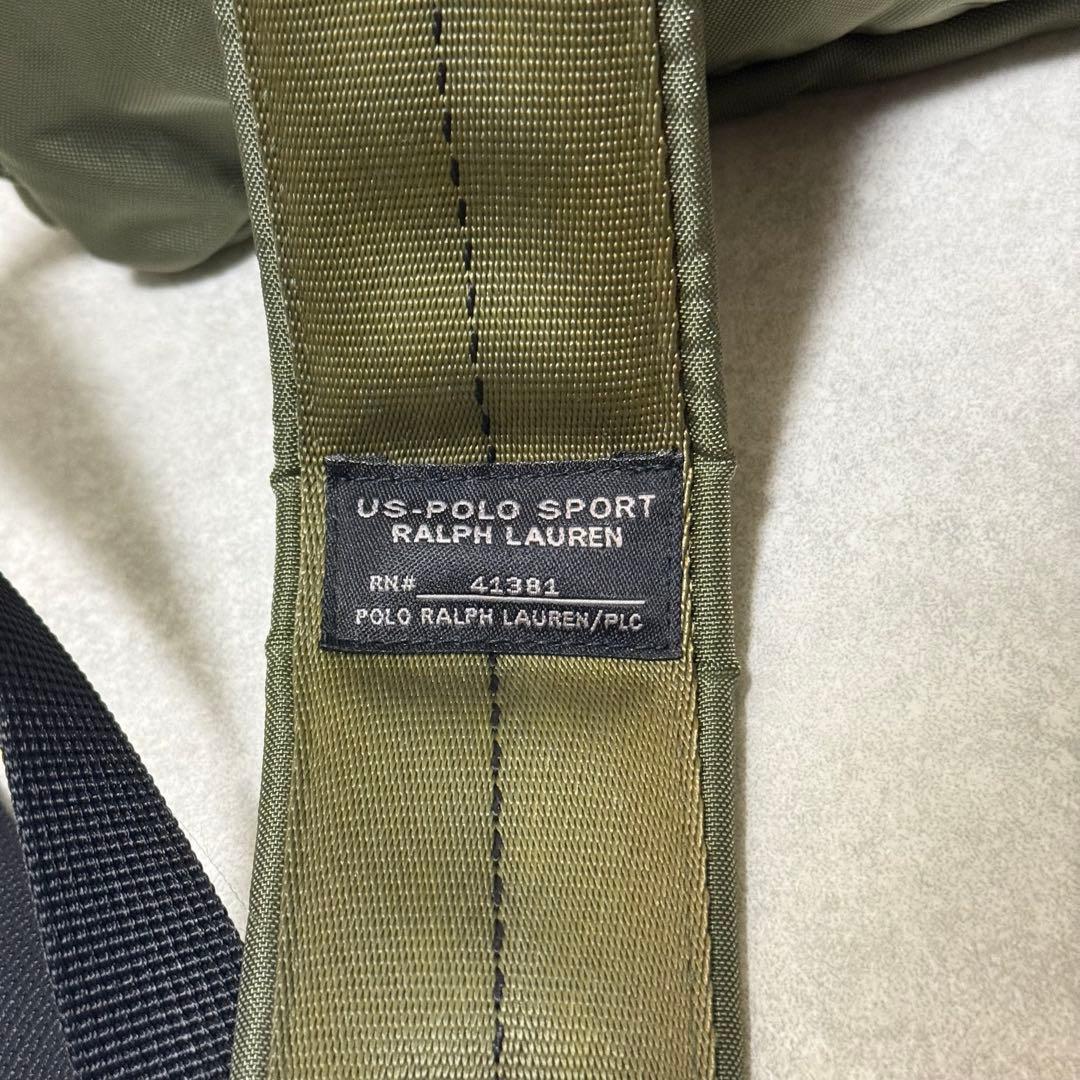 US-POLO SPORT
RALPH LAUREN
RN# 41381
POLO RALPH LAUREN/PLC